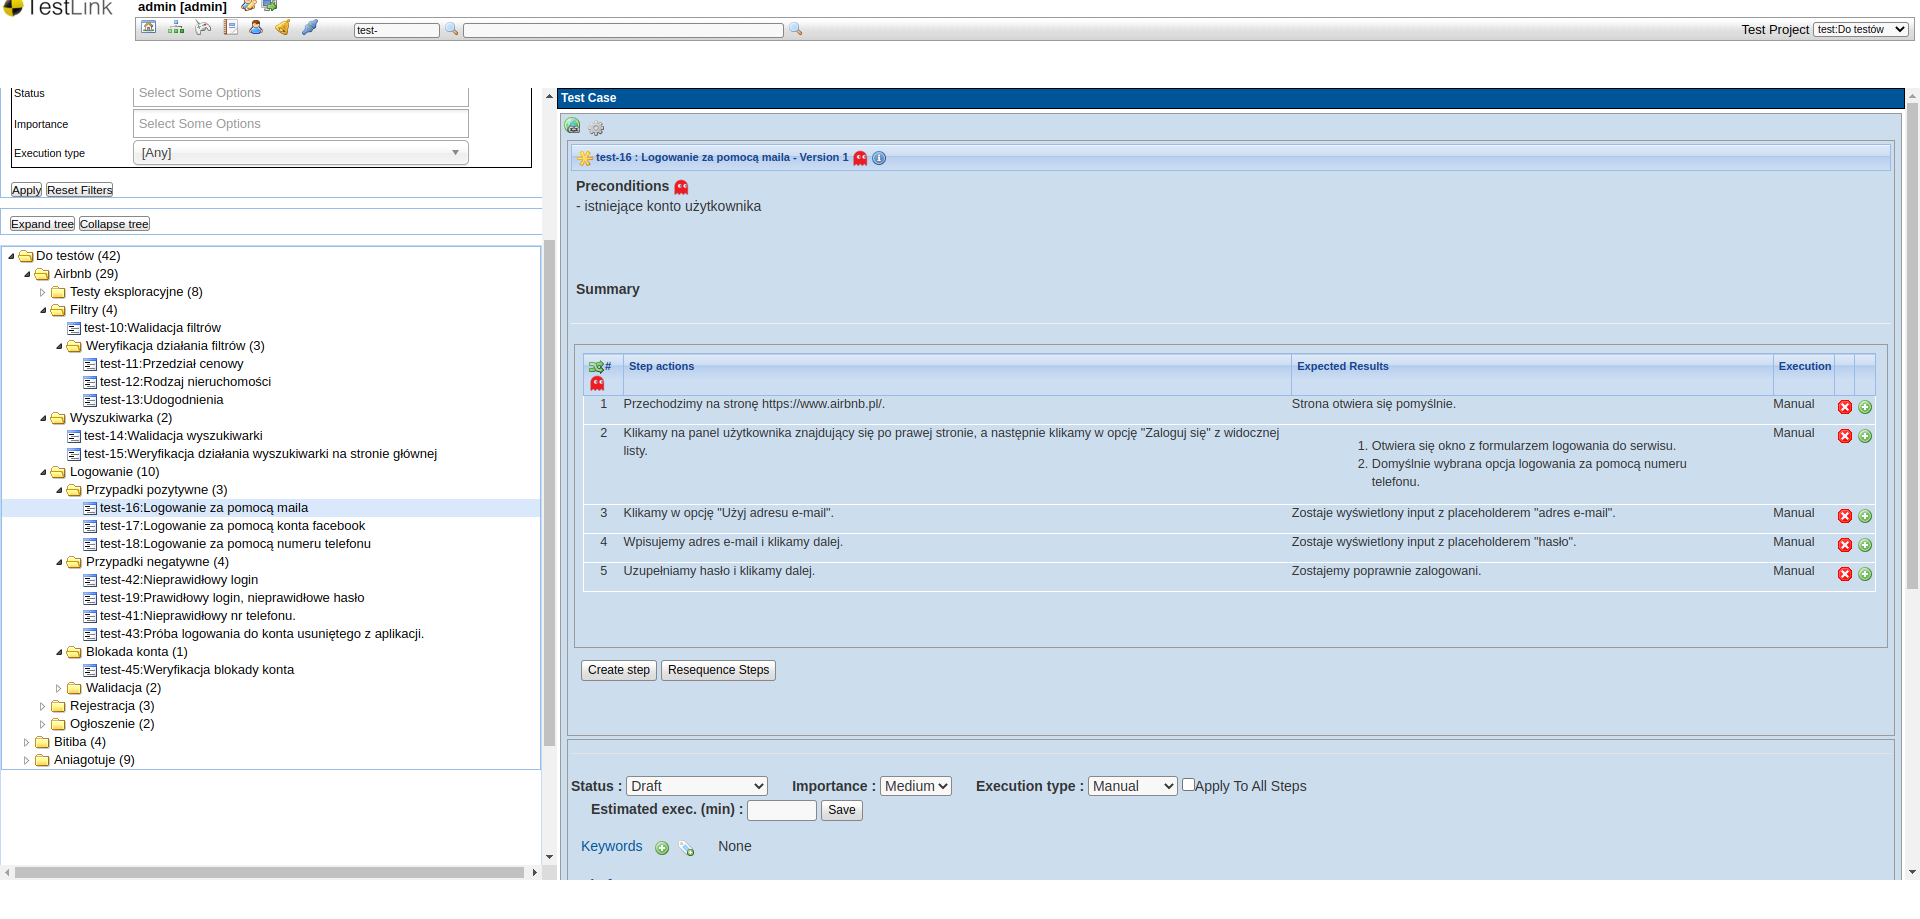 TestLink
admin [admin]
test-
Test Project test:Do testów
Status Select Some Options
Importance Select Some Options
Execution type [Any]
Apply Reset Filters
Expand tree Collapse tree
Do testów (42)
Airbnb (29)
Testy eksploracyjne (8)
Filtry (4)
test-10:Walidacja filtrów
Weryfikacja działania filtrów (3)
test-11:Przedział cenowy
test-12:Rodzaj nieruchomości
test-13:Udogodnienia
Wyszukiwarka (2)
test-14:Walidacja wyszukiwarki
test-15:Weryfikacja działania wyszukiwarki na stronie głównej
Logowanie (10)
Przypadki pozytywne (3)
test-16:Logowanie za pomocą maila
test-17:Logowanie za pomocą konta facebook
test-18:Logowanie za pomocą numeru telefonu
Przypadki negatywne (4)
test-42:Nieprawidłowy login
test-19:Prawidłowy login, nieprawidłowe hasło
test-41:Nieprawidłowy nr telefonu.
test-43:Próba logowania do konta usuniętego z aplikacji.
Blokada konta (1)
test-45:Weryfikacja blokady konta
Walidacja (2)
Rejestracja (3)
Ogłoszenie (2)
Bitiba (4)
Aniagotuje (9)
Test Case
test-16 : Logowanie za pomocą maila - Version 1
Preconditions
- istniejące konto użytkownika
Summary
# Step actions Expected Results Execution
1 Przechodzimy na stronę https://www.airbnb.pl/. Strona otwiera się pomyślnie. Manual
2 Klikamy na panel użytkownika znajdujący się po prawej stronie, a następnie klikamy w opcję "Zaloguj się" z widocznej Manual
listy.
1. Otwiera się okno z formularzem logowania do serwisu.
2. Domyślnie wybrana opcja logowania za pomocą numeru
telefonu.
3 Klikamy w opcję "Użyj adresu e-mail". Zostaje wyświetlony input z placeholderem "adres e-mail". Manual
4 Wpisujemy adres e-mail i klikamy dalej. Zostaje wyświetlony input z placeholderem "hasło". Manual
5 Uzupełniamy hasło i klikamy dalej. Zostajemy poprawnie zalogowani. Manual
Create step Resequence Steps
Status : Draft Importance : Medium Execution type : Manual Apply To All Steps
Estimated exec. (min) : Save
Keywords None